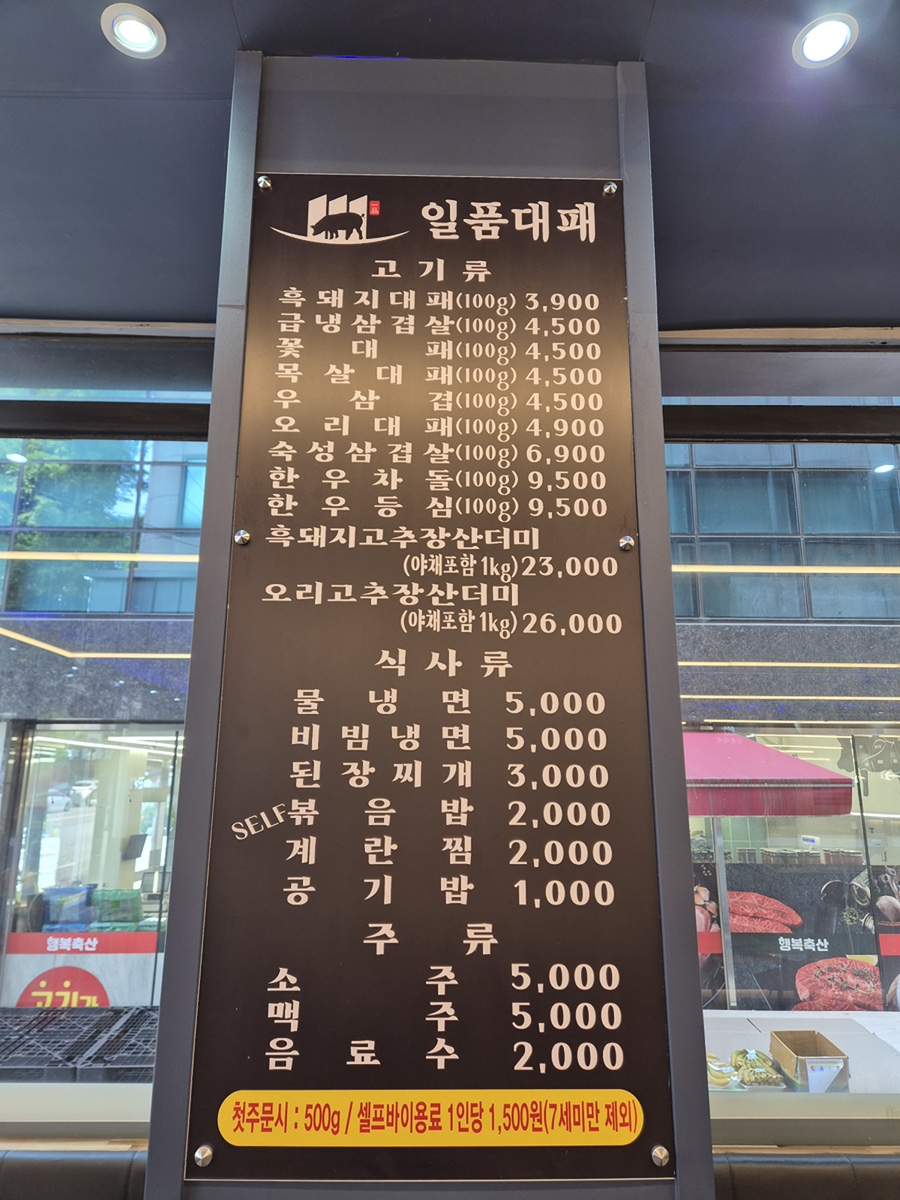 일품대패
고기류
흑돼지대패(100g) 3,900
급냉삼겹살(100g) 4,500
꽃대패(100g) 4,500
목살대패(100g) 4,500
우삼겹(100g) 4,500
오리대패(100g) 4,900
숙성삼겹살(100g) 6,900
한우차돌(100g) 9,500
한우등심(100g) 9,500
흑돼지고추장산더미
(야채포함 1kg) 23,000
오리고추장산더미
(야채포함 1kg) 26,000
식사류
물냉면 5,000
비빔냉면 5,000
된장찌개 3,000
SELF 볶음밥 2,000
계란찜 2,000
공기밥 1,000
주류
소주 5,000
맥주 5,000
음료수 2,000
첫주문시 : 500g / 셀프바이용료 1인당 1,500원(7세미만 제외)
행복축산
행복축산